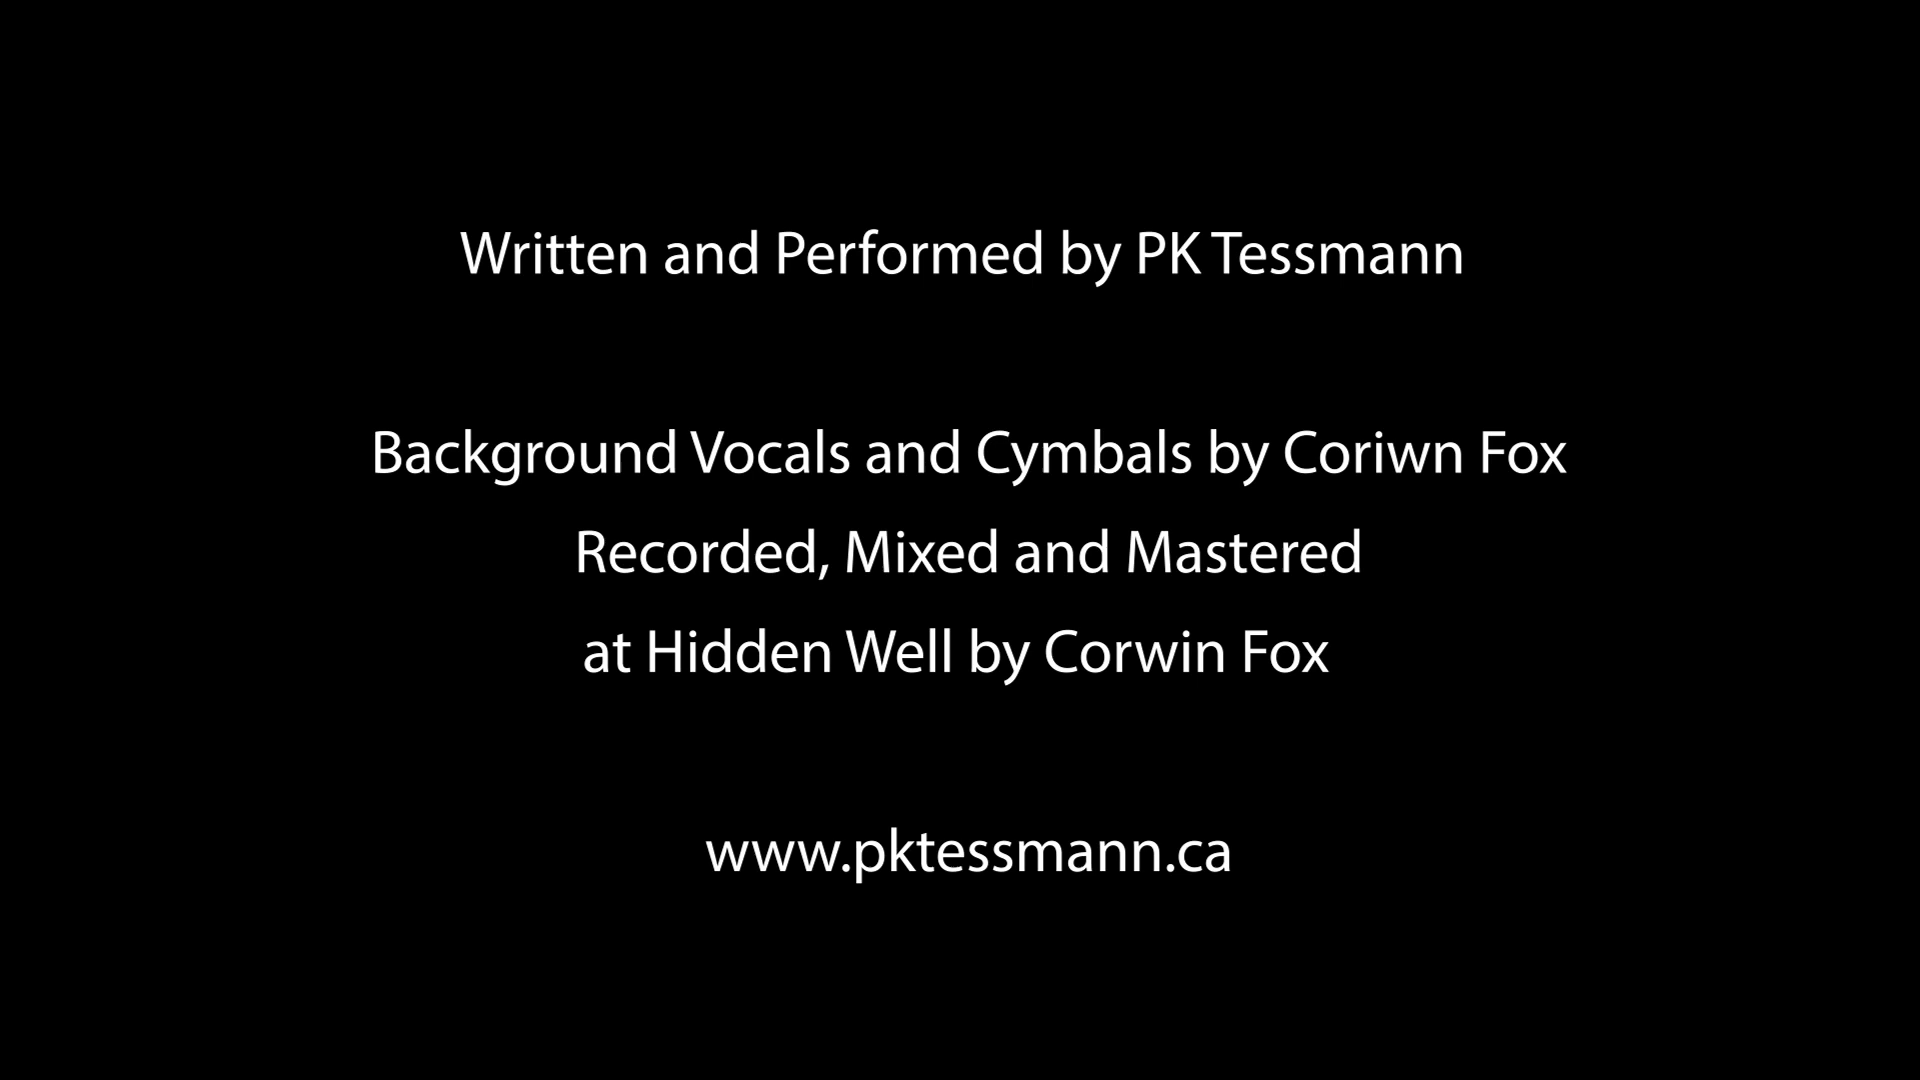 Written and Performed by PK Tessmann
Background Vocals and Cymbals by Coriwn Fox
Recorded, Mixed and Mastered
at Hidden Well by Corwin Fox
www.pktessmann.ca